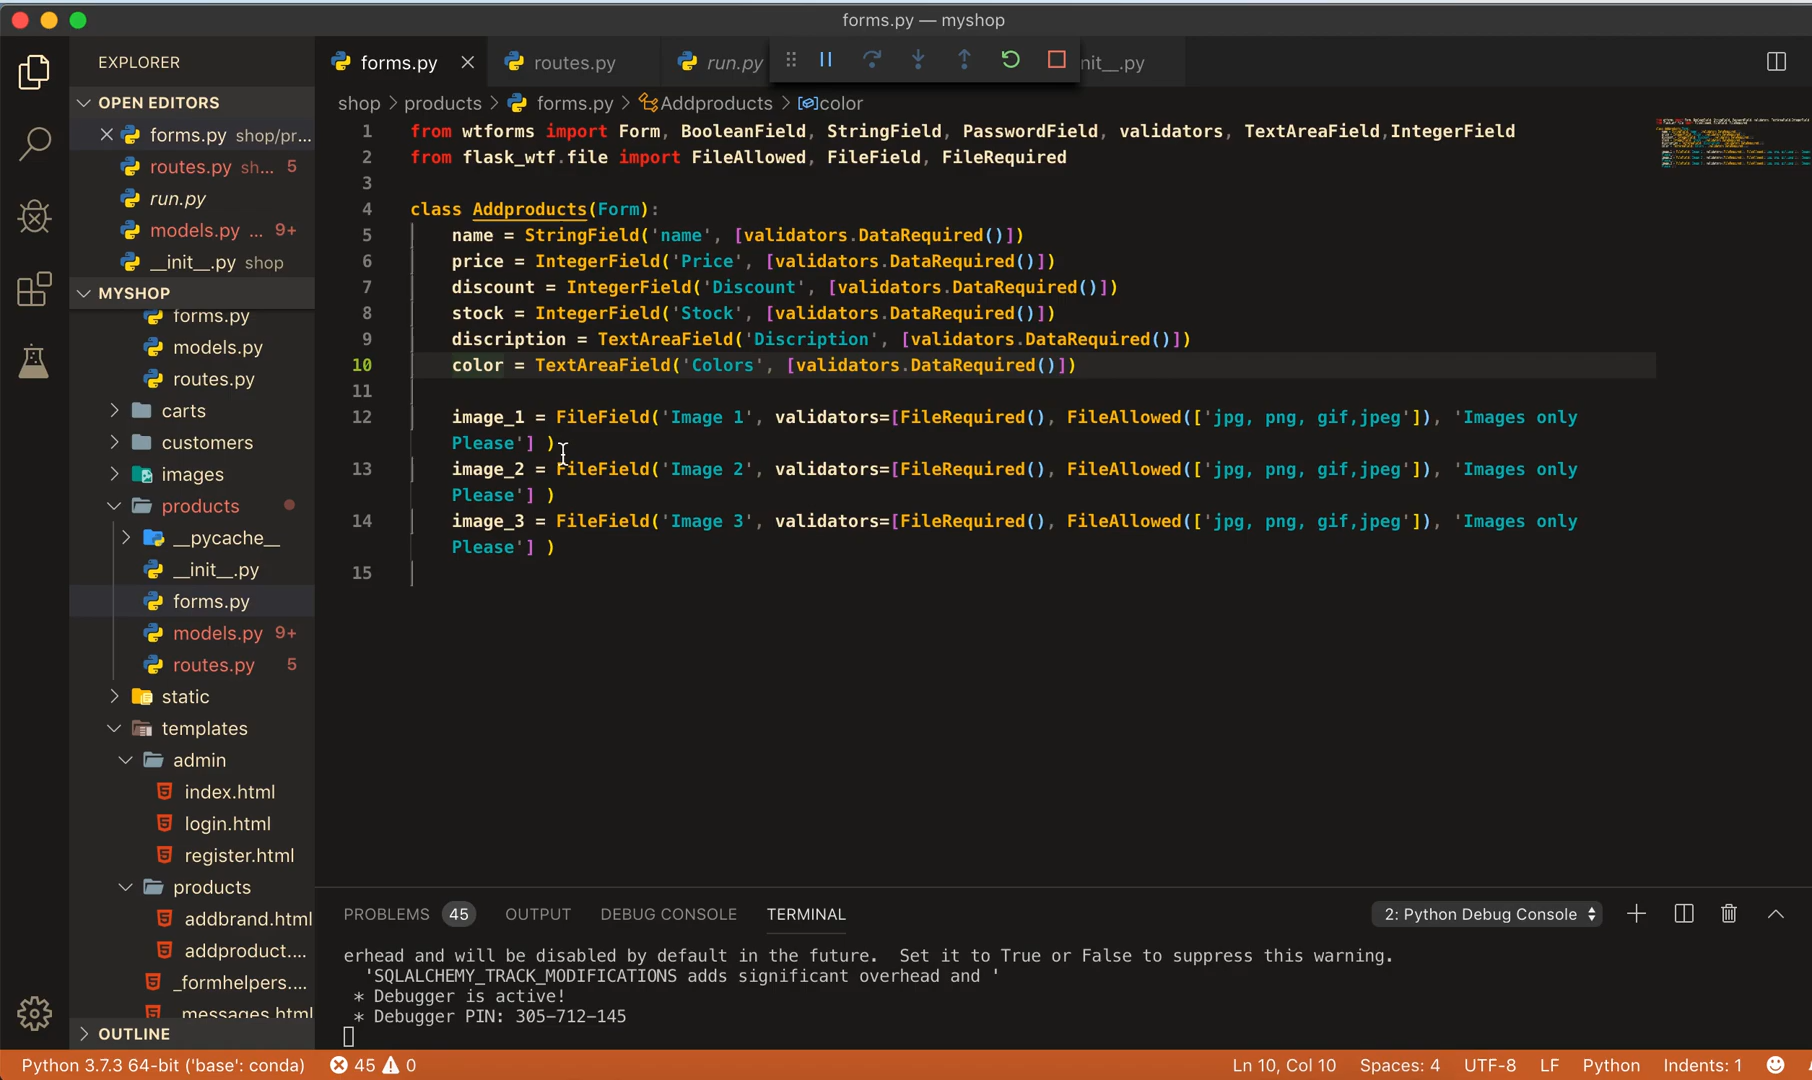 forms.py — myshop
EXPLORER
OPEN EDITORS
forms.py shop/pr...
routes.py sh... 5
run.py
models.py ... 9+
__init__.py shop
MYSHOP
forms.py
models.py
routes.py
carts
customers
images
products
__pycache__
__init__.py
forms.py
models.py 9+
routes.py 5
static
templates
admin
index.html
login.html
register.html
products
addbrand.html
addproduct....
_formhelpers....
_messages.html
OUTLINE
forms.py
routes.py
run.py
nit__.py
shop > products > forms.py > Addproducts > color
1 from wtforms import Form, BooleanField, StringField, PasswordField, validators, TextAreaField,IntegerField
2 from flask_wtf.file import FileAllowed, FileField, FileRequired
3
4 class Addproducts(Form):
5 name = StringField('name', [validators.DataRequired()])
6 price = IntegerField('Price', [validators.DataRequired()])
7 discount = IntegerField('Discount', [validators.DataRequired()])
8 stock = IntegerField('Stock', [validators.DataRequired()])
9 discription = TextAreaField('Discription', [validators.DataRequired()])
10 color = TextAreaField('Colors', [validators.DataRequired()])
11
12 image_1 = FileField('Image 1', validators=[FileRequired(), FileAllowed(['jpg, png, gif,jpeg']), 'Images only
Please'] )
13 image_2 = FileField('Image 2', validators=[FileRequired(), FileAllowed(['jpg, png, gif,jpeg']), 'Images only
Please'] )
14 image_3 = FileField('Image 3', validators=[FileRequired(), FileAllowed(['jpg, png, gif,jpeg']), 'Images only
Please'] )
15
PROBLEMS 45 OUTPUT DEBUG CONSOLE TERMINAL 2: Python Debug Console
erhead and will be disabled by default in the future.  Set it to True or False to suppress this warning.
'SQLALCHEMY_TRACK_MODIFICATIONS adds significant overhead and '
* Debugger is active!
* Debugger PIN: 305-712-145
Python 3.7.3 64-bit ('base': conda) 45 0 Ln 10, Col 10 Spaces: 4 UTF-8 LF Python Indents: 1